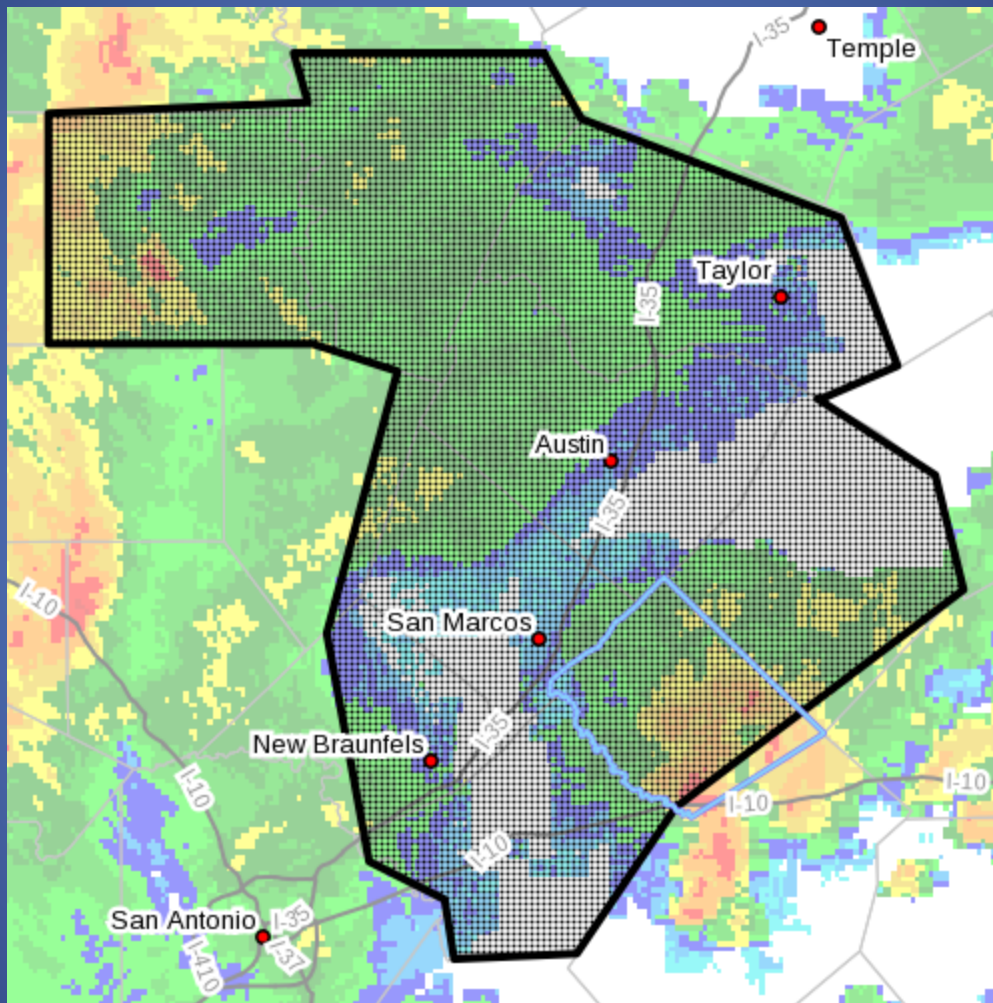 I-35
Temple
Taylor
I-35
Austin
I-35
I-10
San Marcos
I-35
New Braunfels
I-10
I-10
I-10
I-10
San Antonio
I-35
I-37
I-410